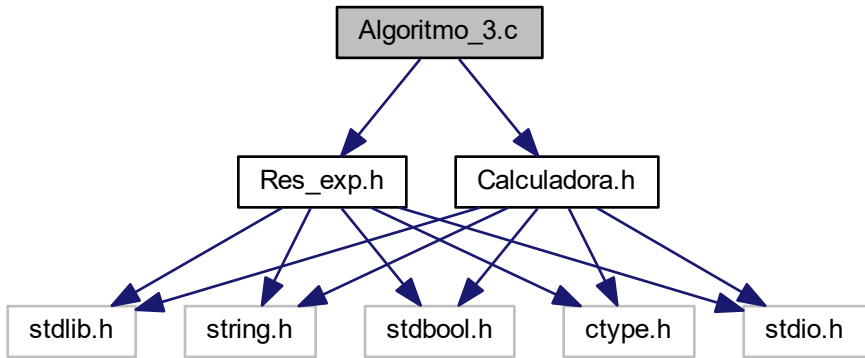 Algoritmo_3.c
Res_exp.h
Calculadora.h
stdlib.h
string.h
stdbool.h
ctype.h
stdio.h